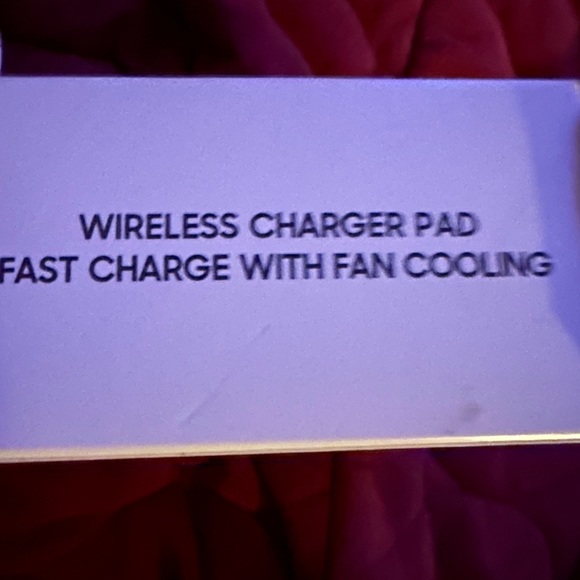 WIRELESS CHARGER PAD
FAST CHARGE WITH FAN COOLING